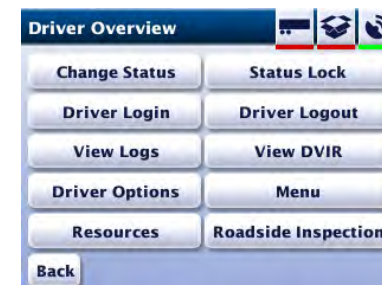 Driver Overview
Change Status Status Lock
Driver Login Driver Logout
View Logs View DVIR
Driver Options Menu
Resources Roadside Inspection
Back